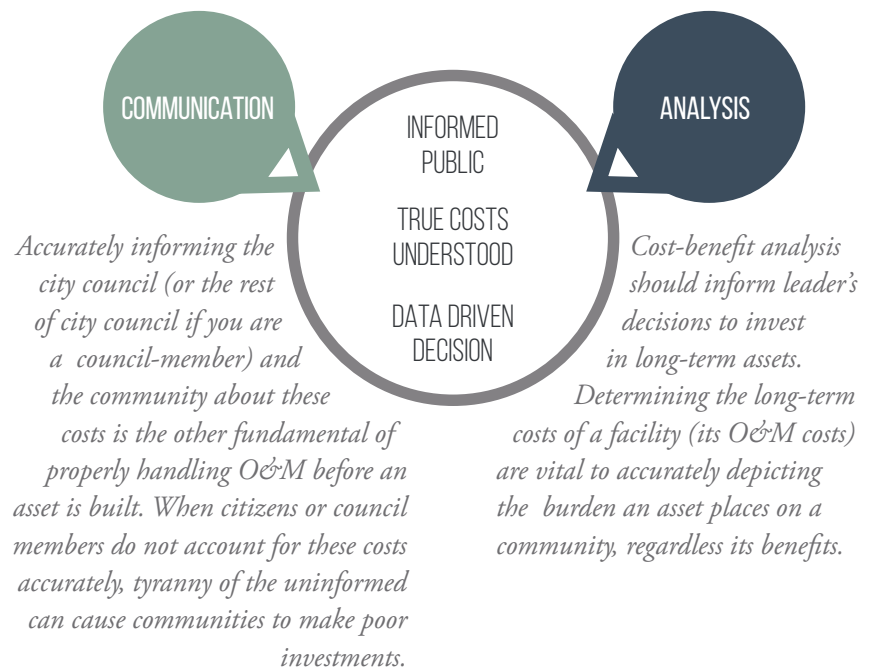 COMMUNICATION
Accurately informing the
city council (or the rest
of city council if you are
a council-member) and
the community about these
costs is the other fundamental of
properly handling O&M before an
asset is built. When citizens or council
members do not account for these costs
accurately, tyranny of the uninformed
can cause communities to make poor
investments.
INFORMED
PUBLIC
TRUE COSTS
UNDERSTOOD
DATA DRIVEN
DECISION
ANALYSIS
Cost-benefit analysis
should inform leader's
decisions to invest
in long-term assets.
Determining the long-term
costs of a facility (its O&M costs)
are vital to accurately depicting
the burden an asset places on a
community, regardless its benefits.